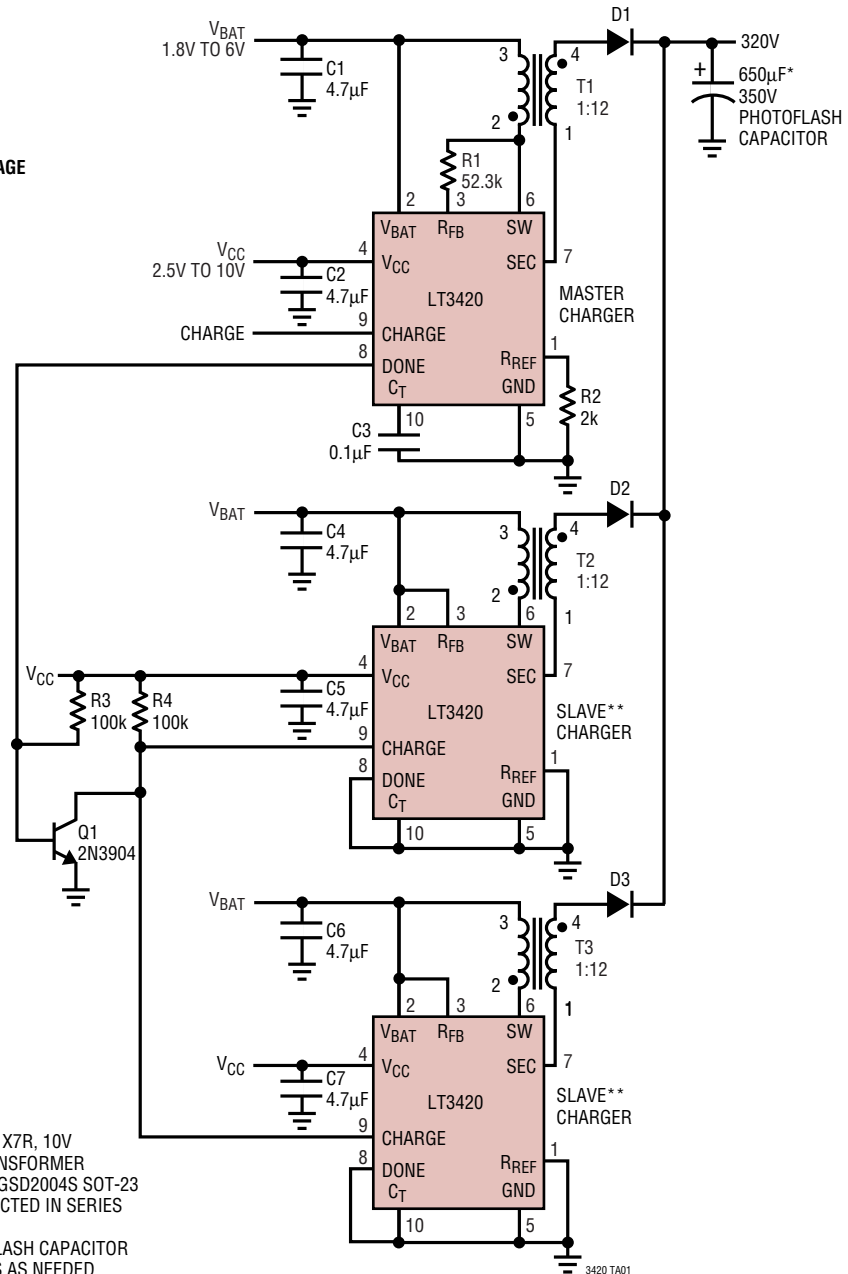 VBAT
1.8V TO 6V
C1
4.7µF
3
4
2
1
T1
1:12
D1
320V
+
650µF*
350V
PHOTOFLASH
CAPACITOR
AGE
R1
52.3k
2
3
6
VBAT
RFB
SW
VCC
2.5V TO 10V
4
VCC
SEC
7
C2
4.7µF
LT3420
MASTER
CHARGER
CHARGE
9
CHARGE
8
DONE
RREF
1
CT
GND
R2
2k
10
5
C3
0.1µF
VBAT
C4
4.7µF
3
4
2
1
T2
1:12
D2
2
3
6
VBAT
RFB
SW
VCC
4
VCC
SEC
7
R3
100k
R4
100k
C5
4.7µF
LT3420
SLAVE**
CHARGER
9
CHARGE
8
DONE
RREF
1
CT
GND
10
5
Q1
2N3904
VBAT
C6
4.7µF
3
4
2
1
T3
1:12
D3
2
3
6
VBAT
RFB
SW
VCC
4
VCC
SEC
7
C7
4.7µF
LT3420
SLAVE**
CHARGER
9
CHARGE
8
DONE
RREF
1
CT
GND
10
5
X7R, 10V
NSFORMER
GSD2004S SOT-23
CTED IN SERIES
LASH CAPACITOR
S AS NEEDED
3420 TA01